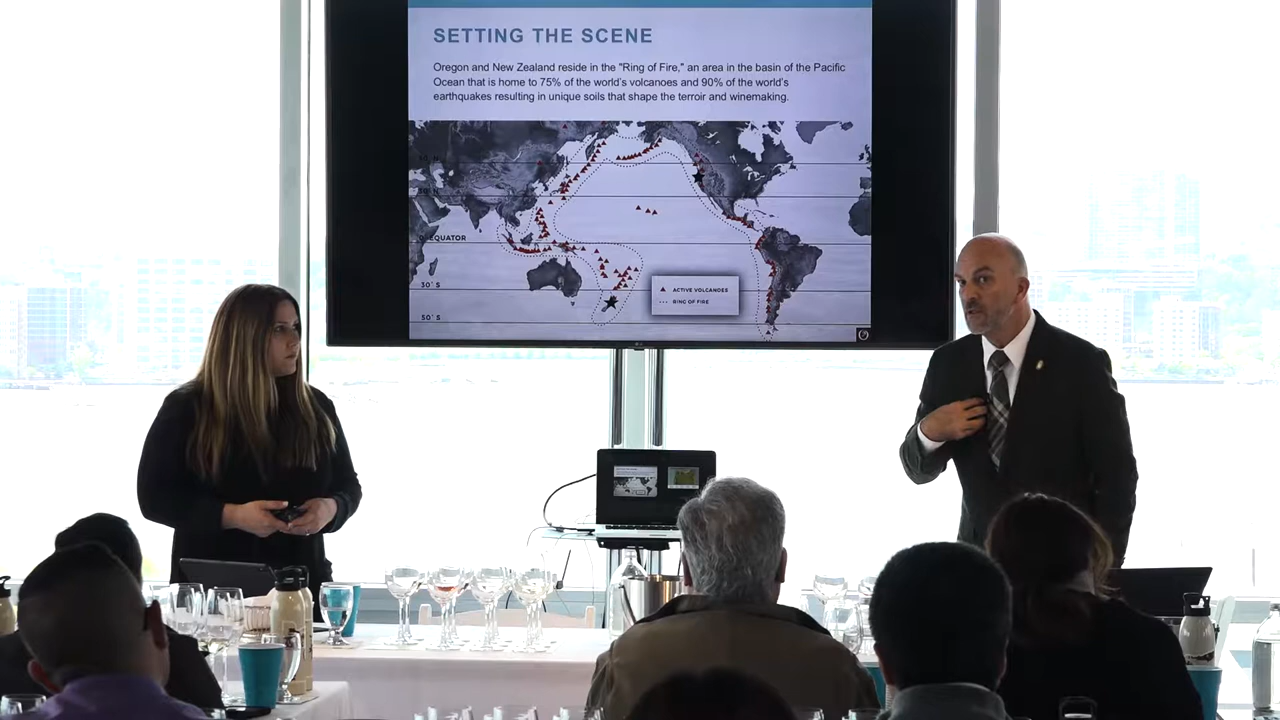 SETTING THE SCENE
Oregon and New Zealand reside in the "Ring of Fire," an area in the basin of the Pacific
Ocean that is home to 75% of the world's volcanoes and 90% of the world's
earthquakes resulting in unique soils that shape the terroir and winemaking.
EQUATOR
30° S
50° S
ACTIVE VOLCANOES
RING OF FIRE